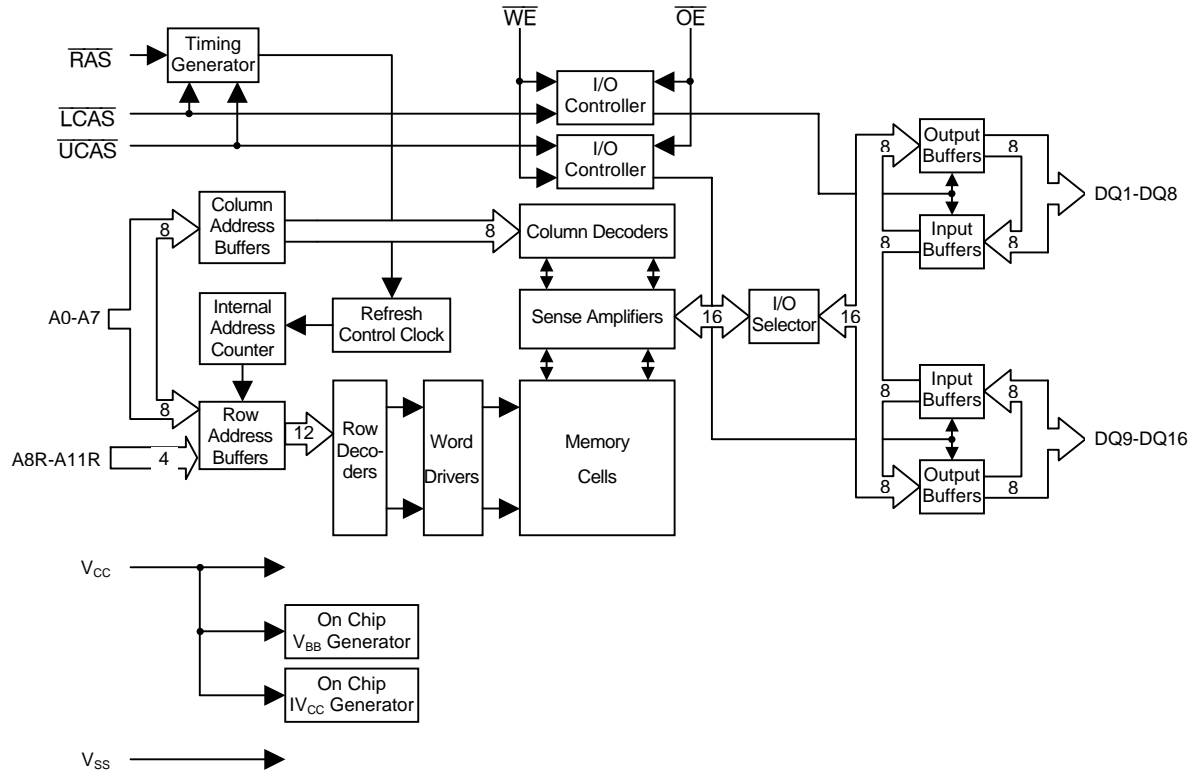 WE
OE
RAS
Timing
Generator
LCAS
UCAS
I/O
Controller
I/O
Controller
8
Output
Buffers
8
DQ1-DQ8
8
Input
Buffers
8
A0-A7
8
Column
Address
Buffers
8
Column Decoders
Internal
Address
Counter
Refresh
Control Clock
Sense Amplifiers
16
I/O
Selector
16
8
Row
Address
Buffers
12
Row
Deco-
ders
Word
Drivers
Memory
Cells
A8R-A11R
4
8
Input
Buffers
8
DQ9-DQ16
8
Output
Buffers
8
VCC
On Chip
VBB Generator
On Chip
IVCC Generator
VSS